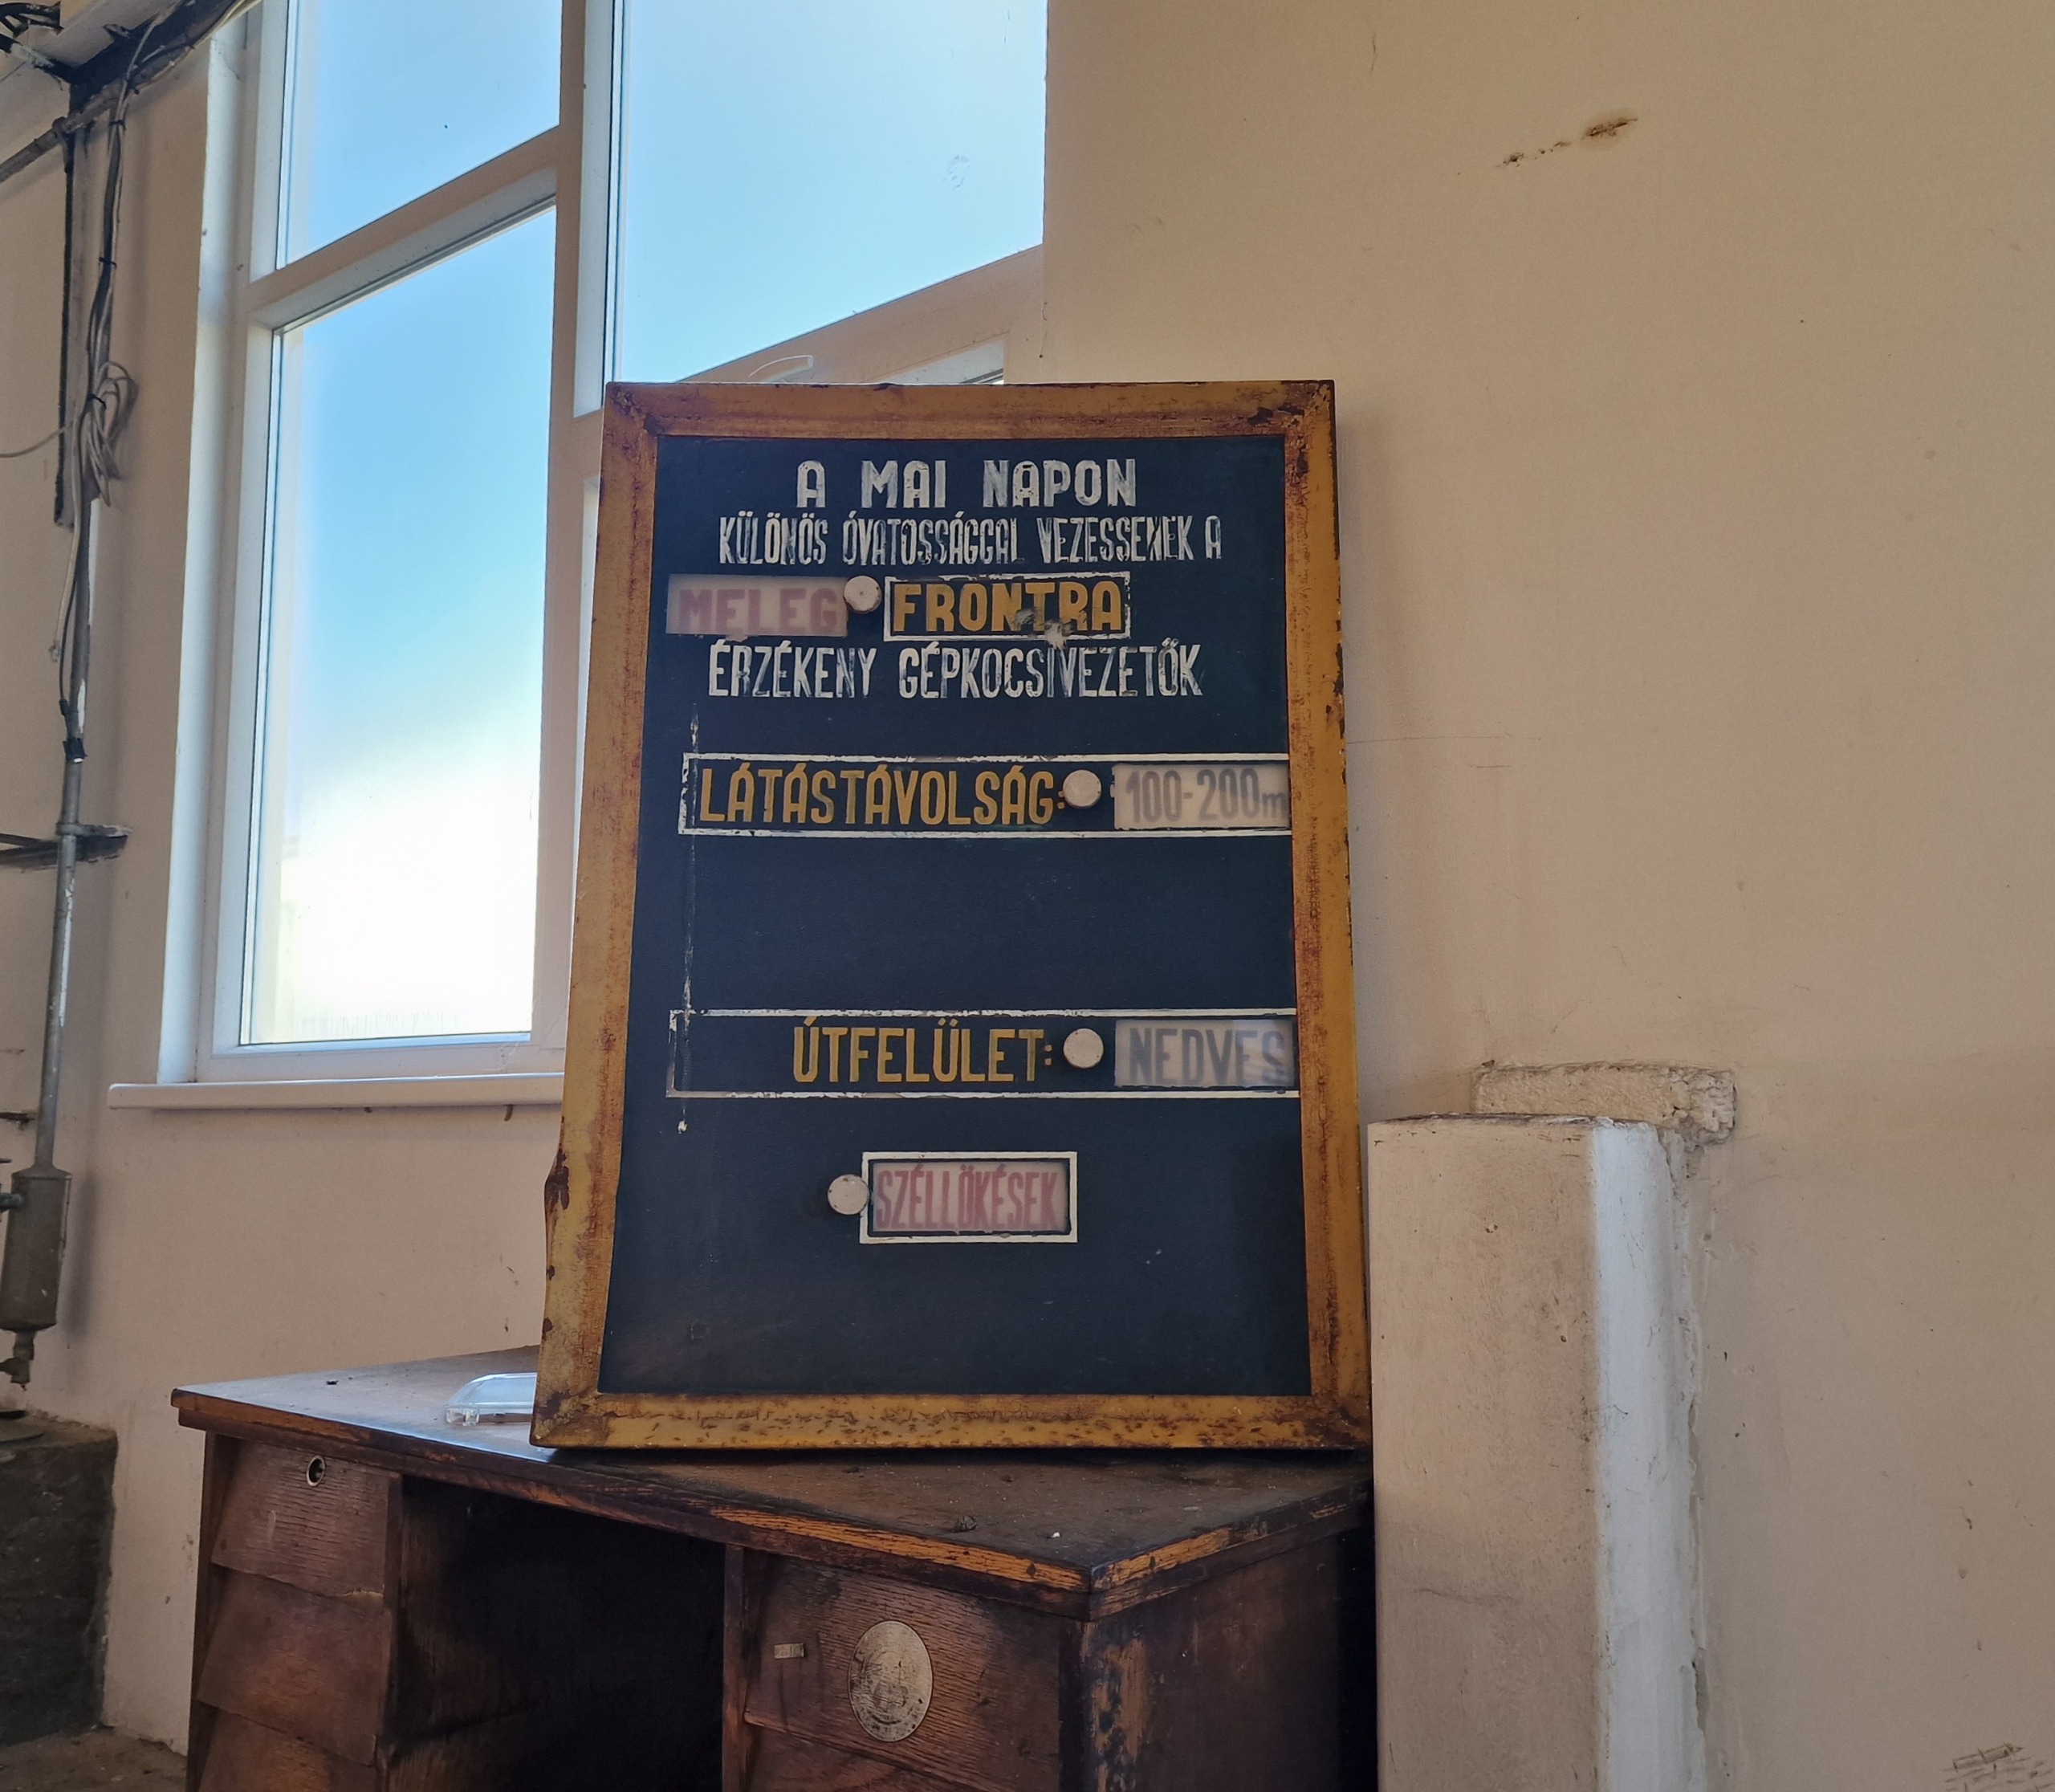 A MAI NAPON
KÜLÖNÖS ÓVATOSSÁGGAL VEZESSENEK A
MELEG FRONTRA
ÉRZÉKENY GÉPKOCSIVEZETŐK
LÁTÁSTÁVOLSÁG: 100-200m
ÚTFELÜLET: NEDVES
SZÉLLÖKÉSEK